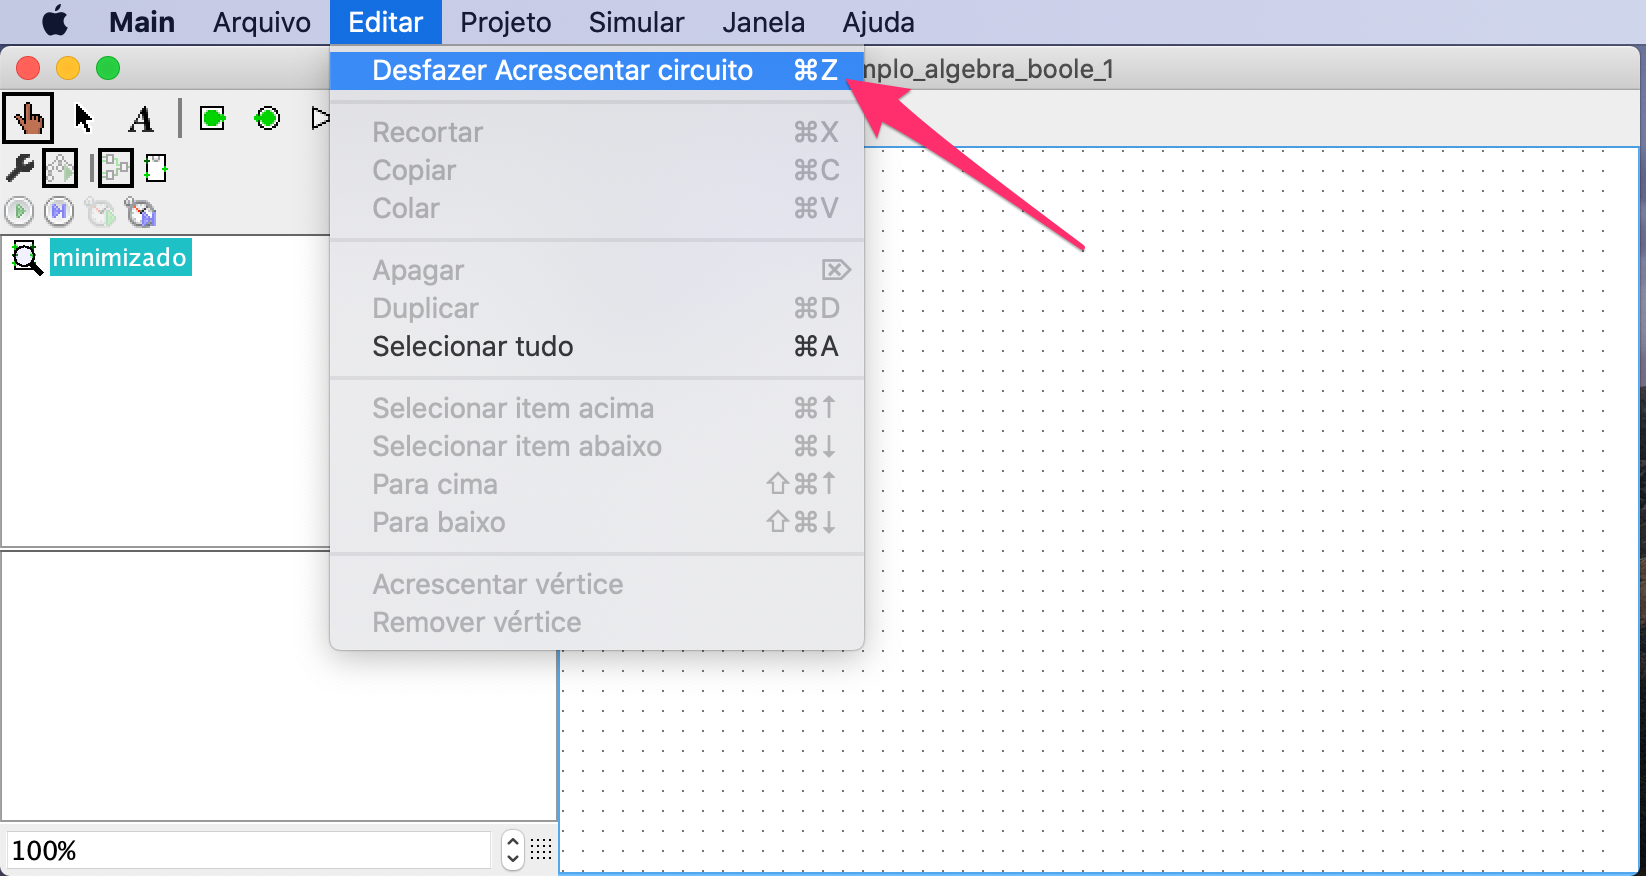 Main Arquivo Editar Projeto Simular Janela Ajuda
mplo_algebra_boole_1
Desfazer Acrescentar circuito ⌘Z
Recortar ⌘X
Copiar ⌘C
Colar ⌘V
Apagar ⌦
Duplicar ⌘D
Selecionar tudo ⌘A
Selecionar item acima ⌘↑
Selecionar item abaixo ⌘↓
Para cima ⇧⌘↑
Para baixo ⇧⌘↓
Acrescentar vértice
Remover vértice
A
minimizado
100%